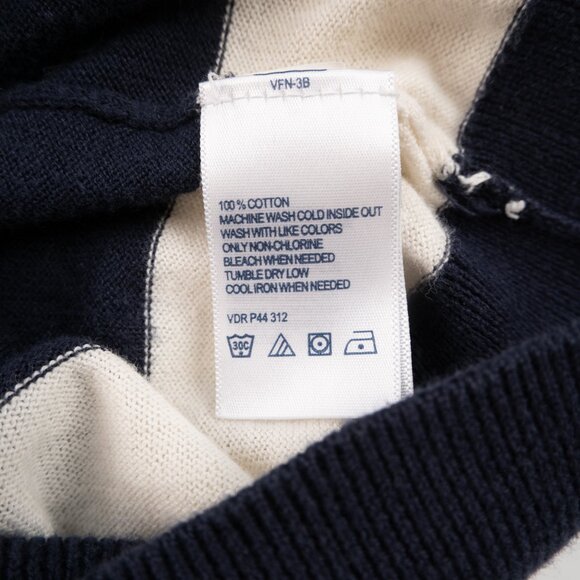 VFN-3B
100% COTTON
MACHINE WASH COLD INSIDE OUT
WASH WITH LIKE COLORS
ONLY NON-CHLORINE
BLEACH WHEN NEEDED
TUMBLE DRY LOW
COOL IRON WHEN NEEDED
VDR P44 312
30C